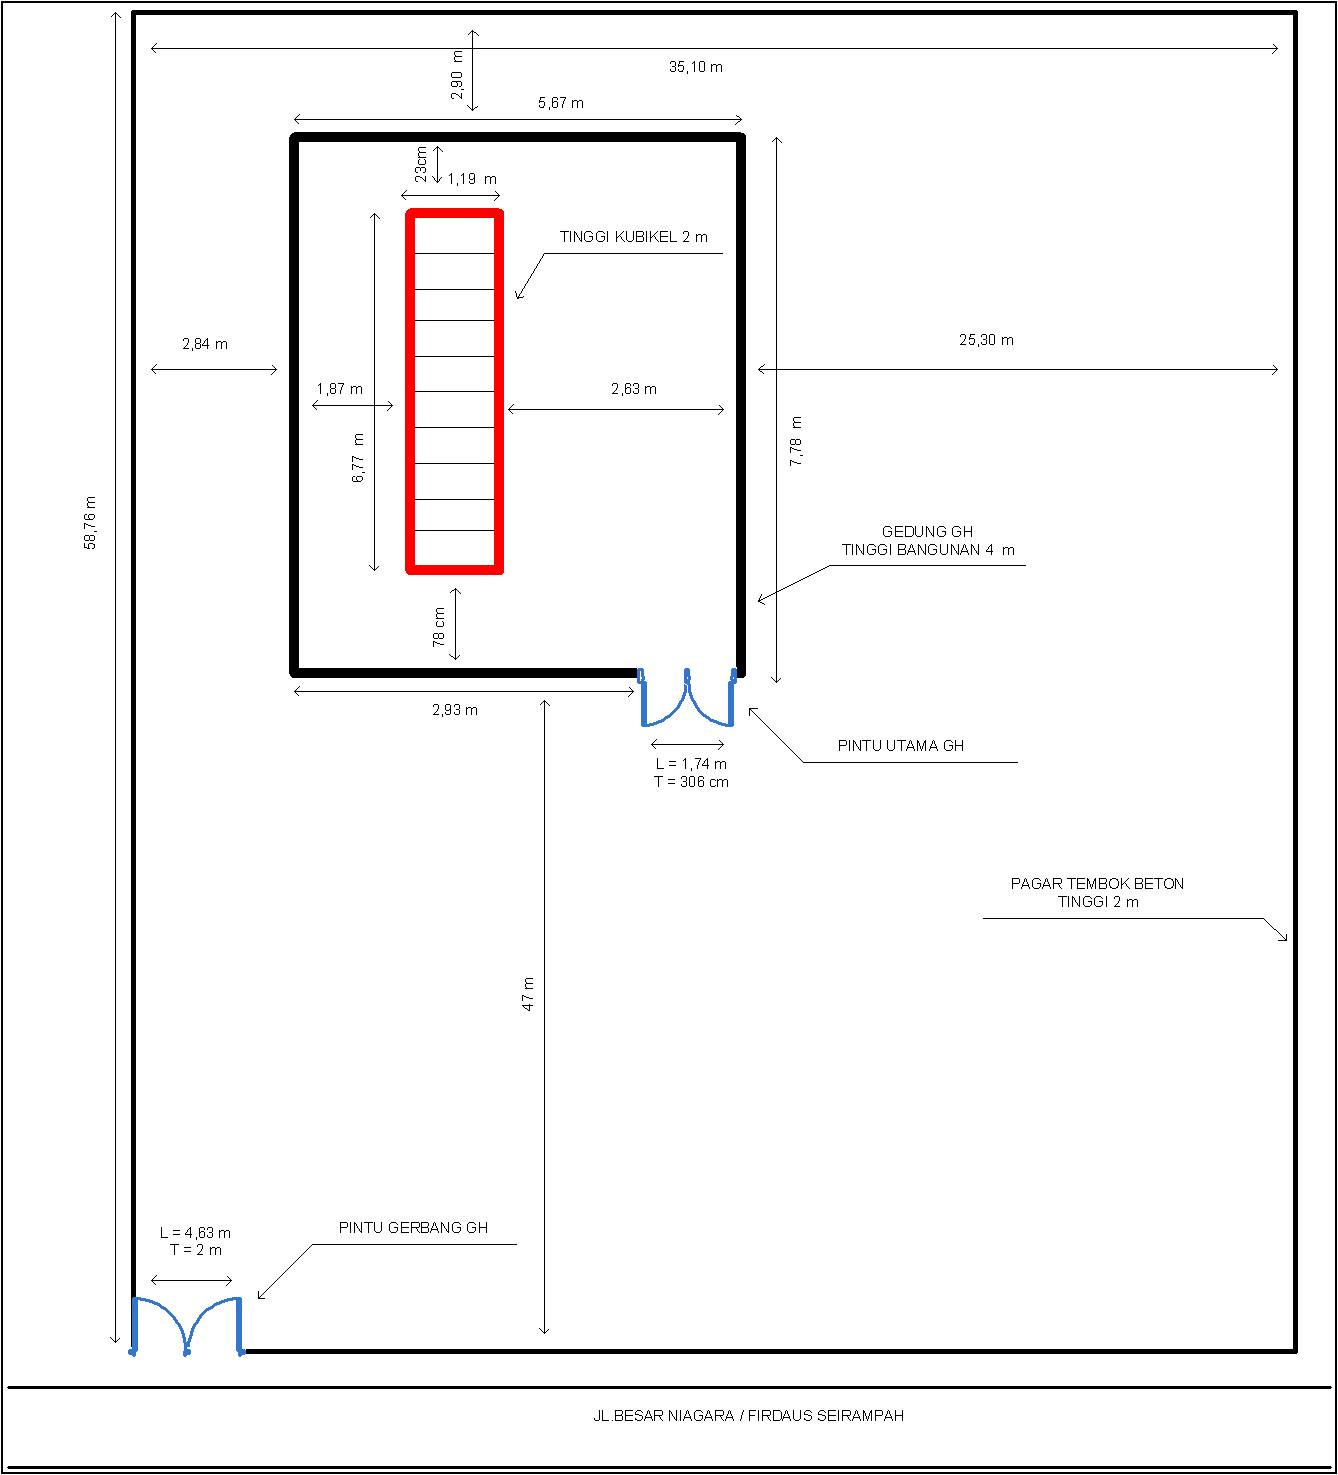 35,10 m
2,90 m
5,67 m
23cm
1,19 m
TINGGI KUBIKEL 2 m
2,84 m
25,30 m
1,87 m
2,63 m
6,77 m
7,78 m
58,76 m
GEDUNG GH
TINGGI BANGUNAN 4 m
78 cm
2,93 m
PINTU UTAMA GH
L = 1,74 m
T = 306 cm
PAGAR TEMBOK BETON
TINGGI 2 m
47 m
L = 4,63 m
T = 2 m
PINTU GERBANG GH
JL.BESAR NIAGARA / FIRDAUS SEIRAMPAH